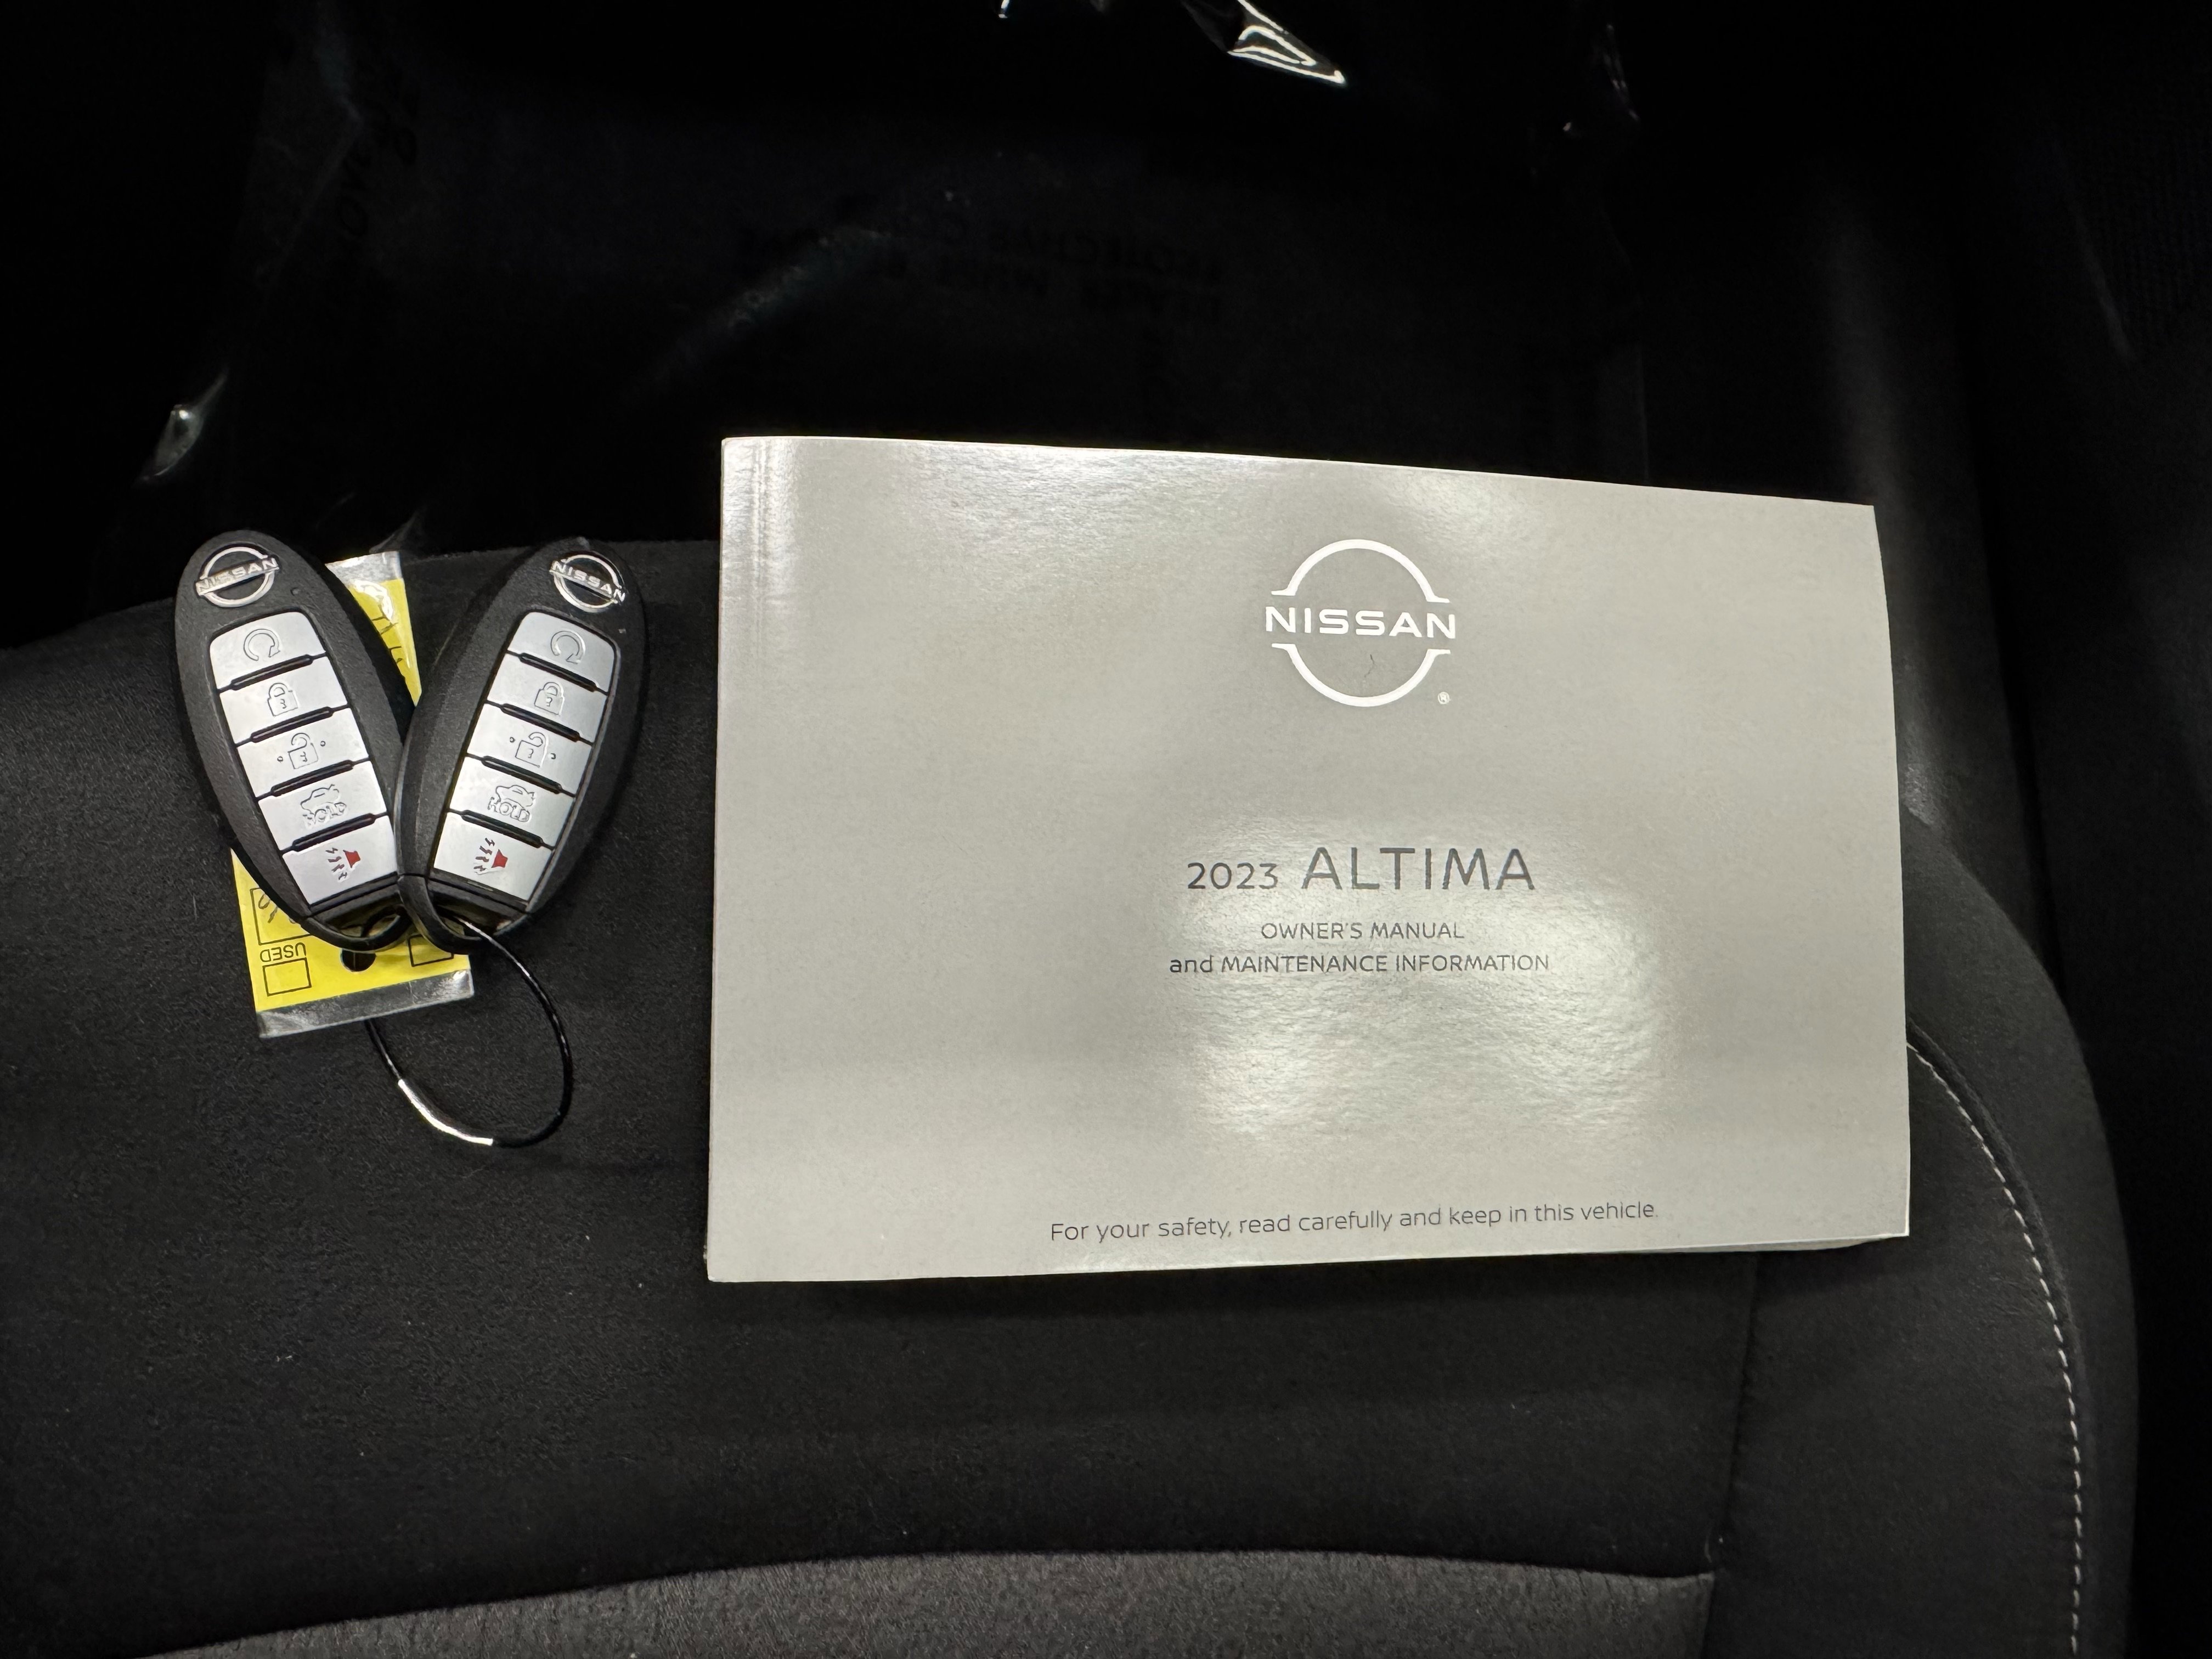 NISSAN
NISSAN
HOLD
HOLD
USED
NISSAN
®
2023 ALTIMA
OWNER'S MANUAL
and MAINTENANCE INFORMATION
For your safety, read carefully and keep in this vehicle.